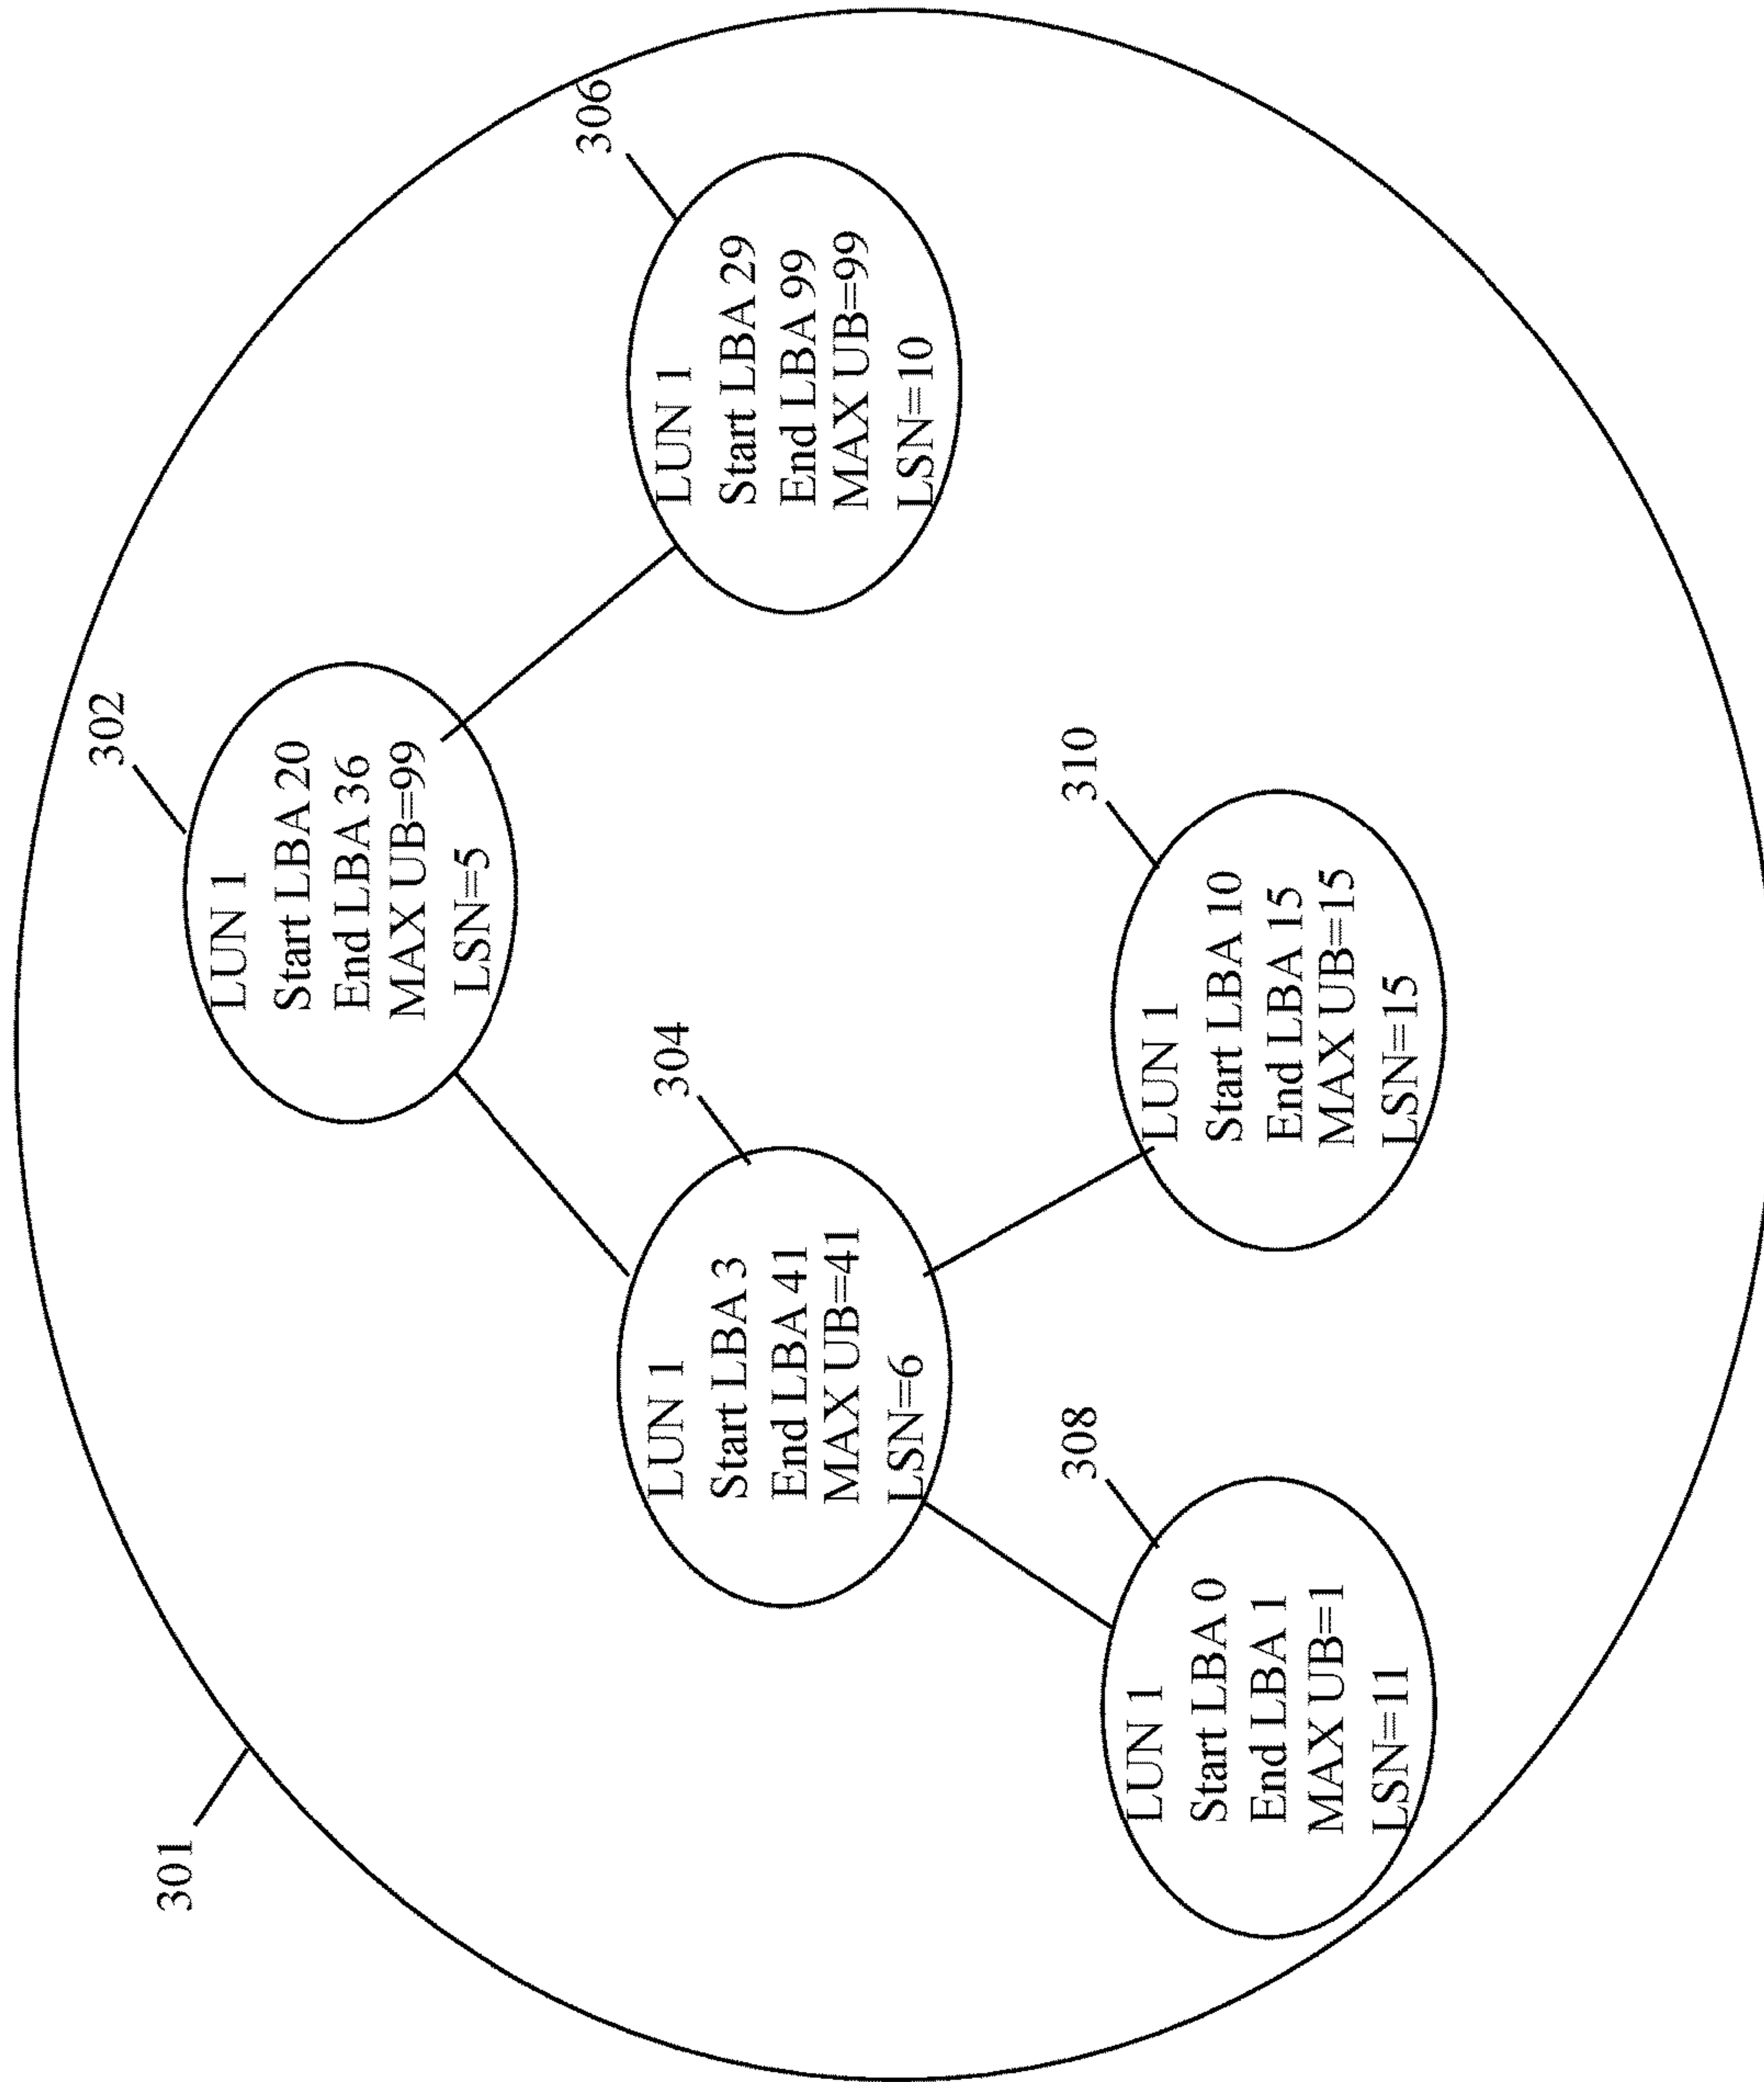 301
302
LUN 1
Start LBA 20
End LBA 36
MAX UB=99
LSN=5
304
LUN 1
Start LBA 3
End LBA 41
MAX UB=41
LSN=6
306
LUN 1
Start LBA 29
End LBA 99
MAX UB=99
LSN=10
308
LUN 1
Start LBA 0
End LBA 1
MAX UB=1
LSN=11
310
LUN 1
Start LBA 10
End LBA 15
MAX UB=15
LSN=15